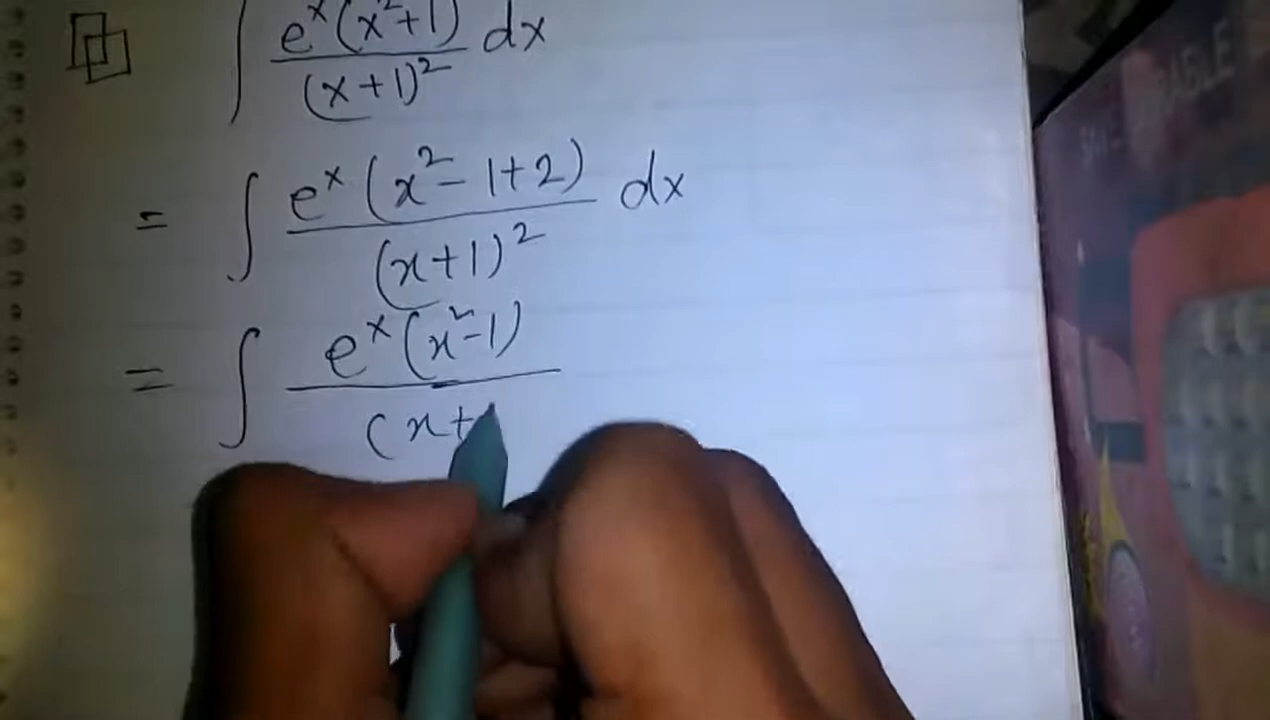 ∫ e^x(x²+1)/(x+1)² dx
= ∫ e^x(x²-1+2)/(x+1)² dx
= ∫ e^x(x²-1)/(x+